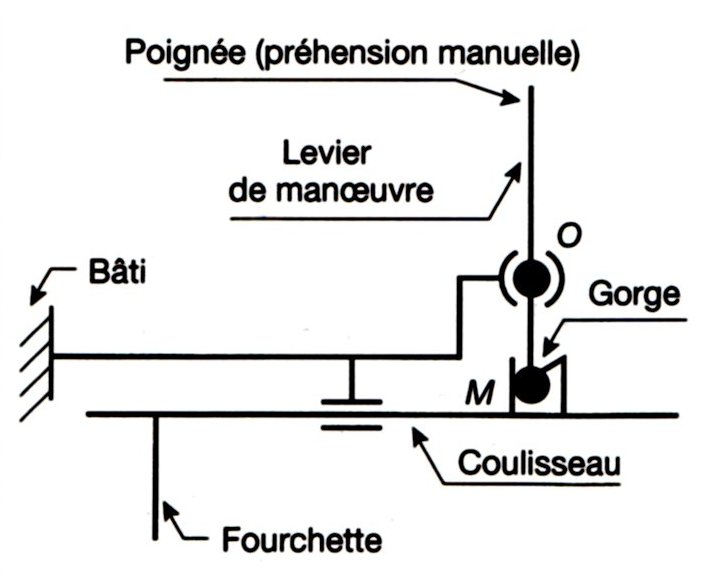 Poignée (préhension manuelle)
Levier
de manœuvre
O
Bâti
Gorge
M
Coulisseau
Fourchette